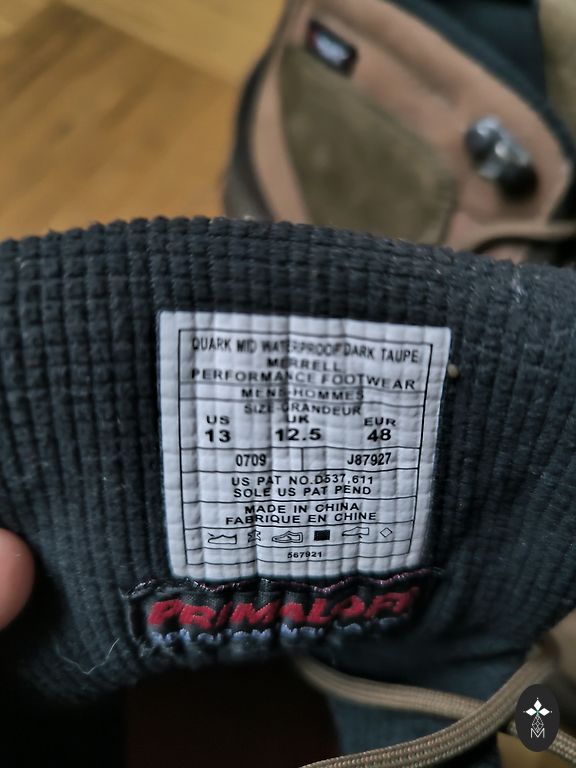 QUARK MID WATERPROOF DARK TAUPE
MERRELL
PERFORMANCE FOOTWEAR
MENS-HOMMES
SIZE-GRANDEUR
US UK EUR
13 12.5 48
0709 J87927
US PAT NO.D537,611
SOLE US PAT PEND
MADE IN CHINA
FABRIQUE EN CHINE
567921
PRIMALOFT
M